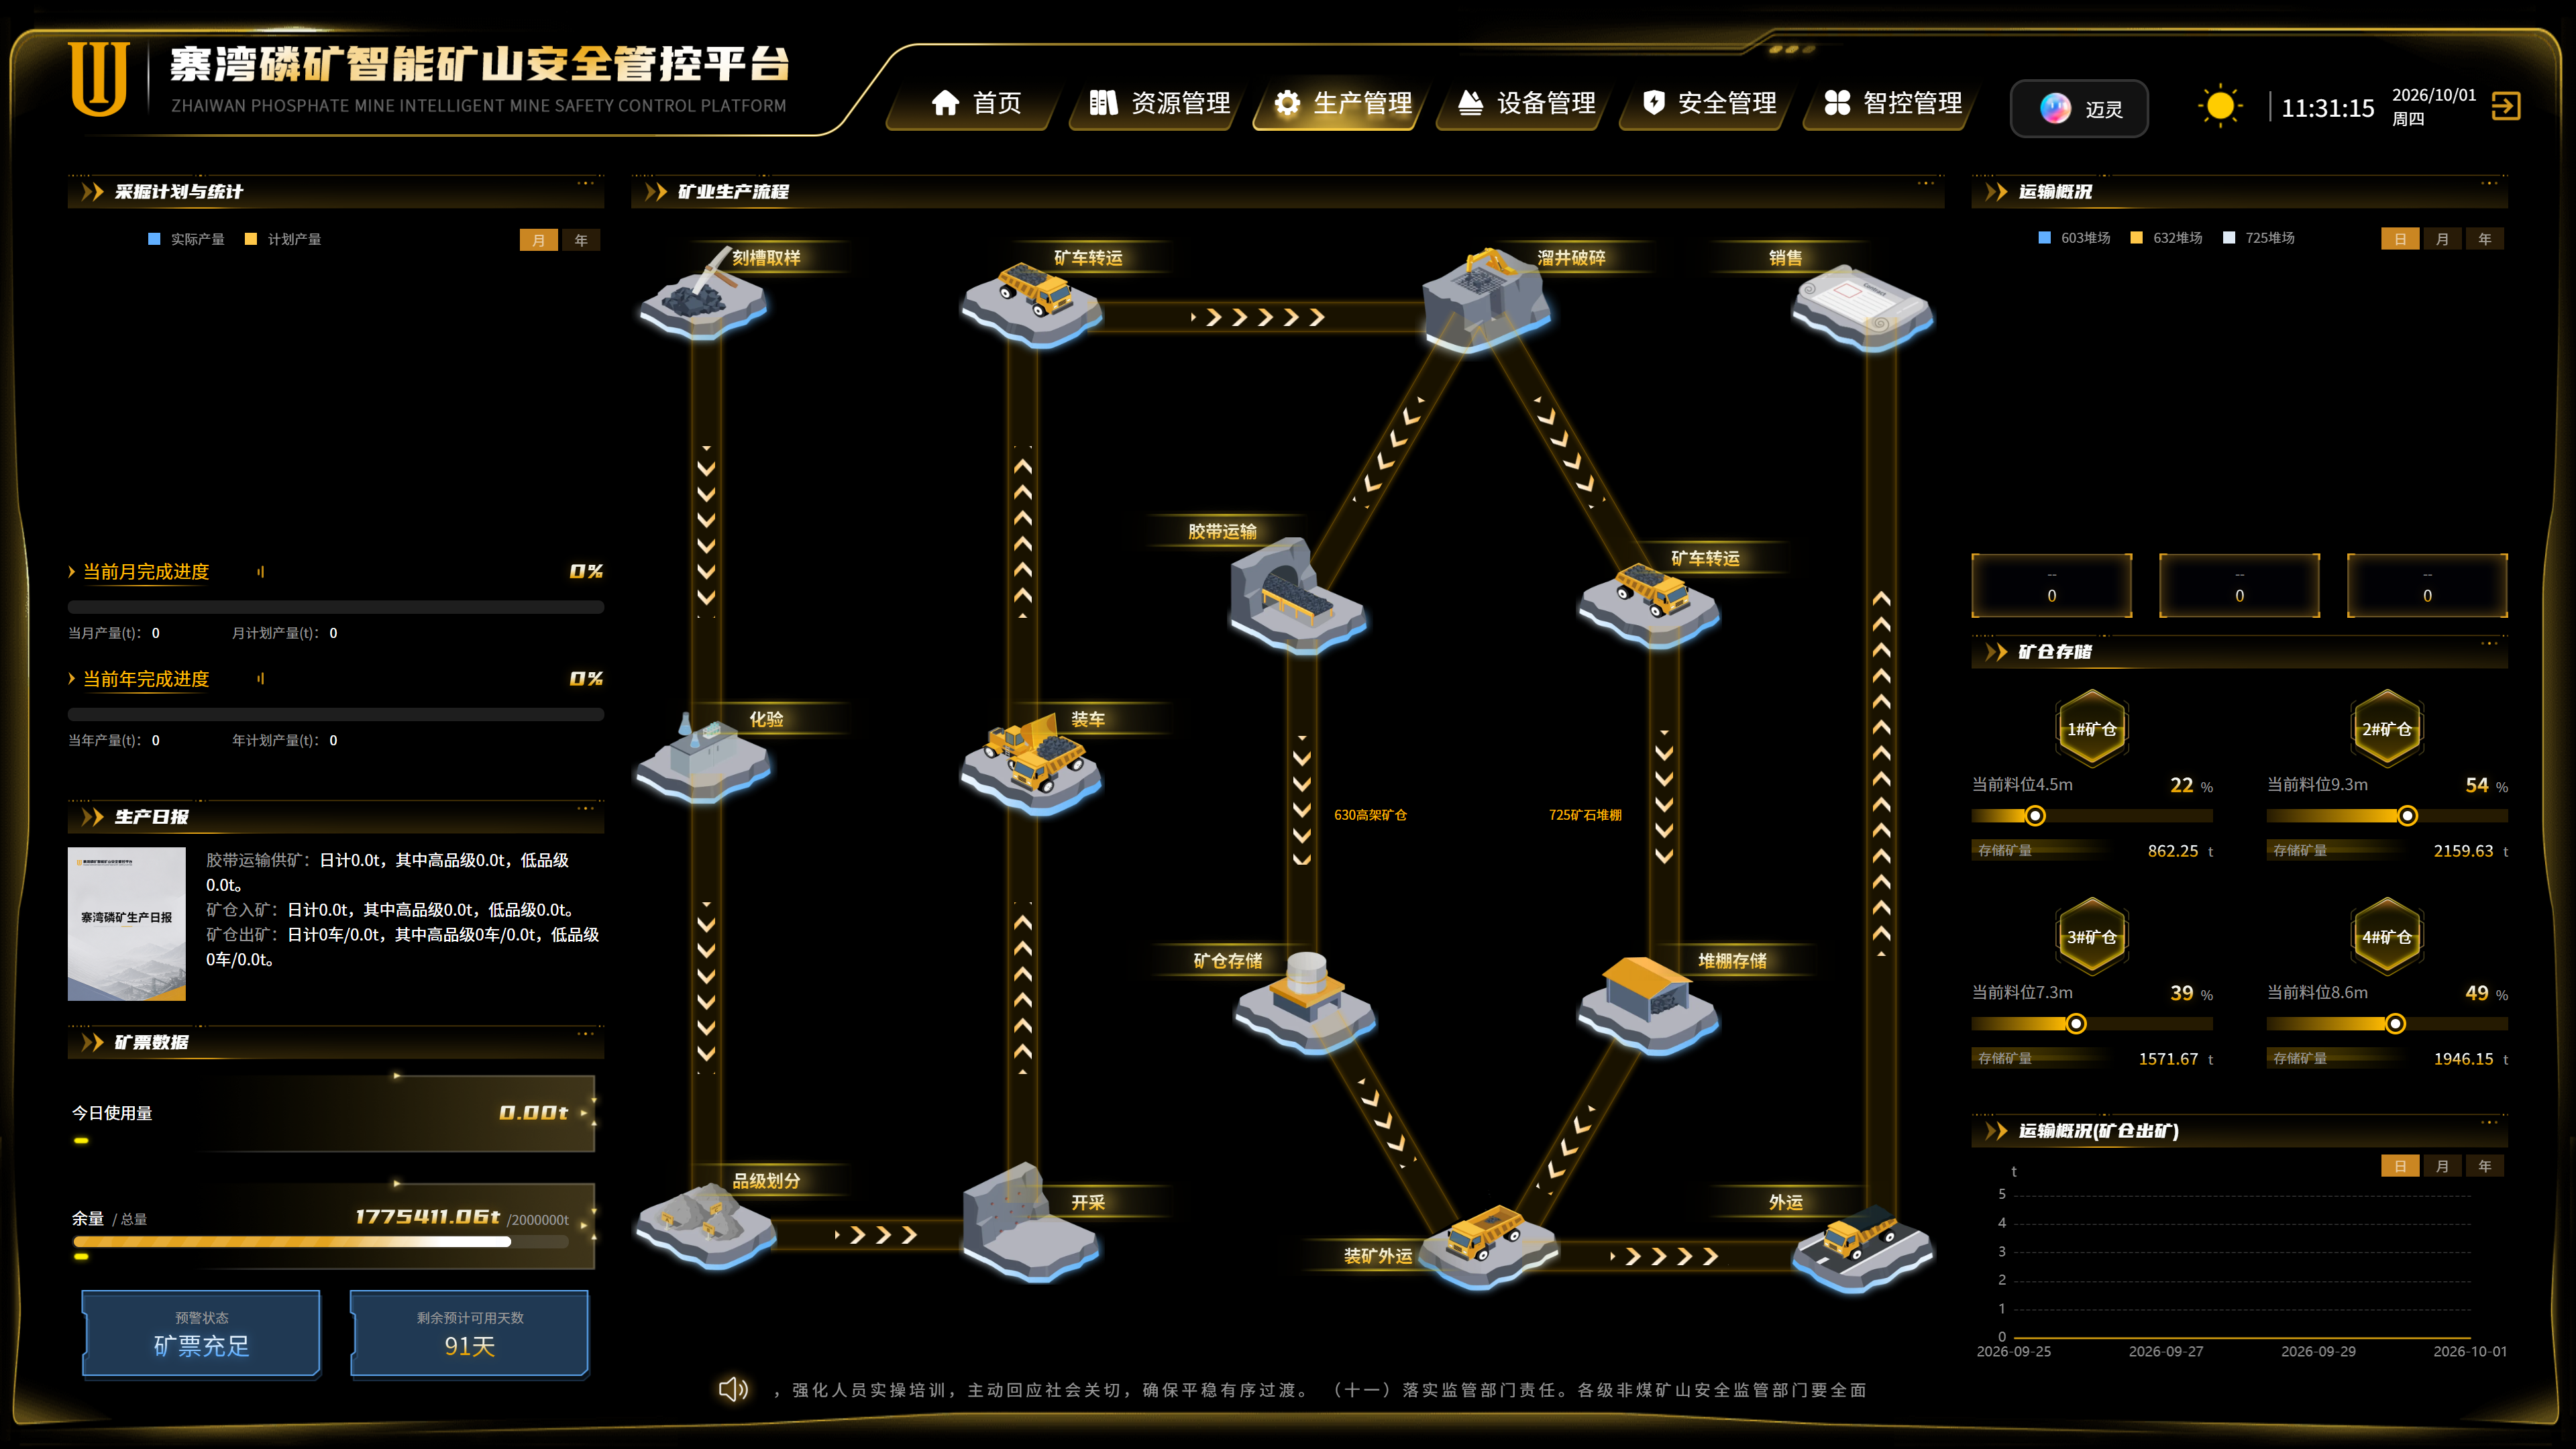 寨湾磷矿智能矿山安全管控平台
ZHAIWAN PHOSPHATE MINE INTELLIGENT MINE SAFETY CONTROL PLATFORM
首页
资源管理
生产管理
设备管理
安全管理
智控管理
迈灵
11:31:15
2026/10/01
周四
采掘计划与统计
实际产量
计划产量
月
年
当前月完成进度
0%
当月产量(t): 0
月计划产量(t): 0
当前年完成进度
0%
当年产量(t): 0
年计划产量(t): 0
生产日报
寨湾磷矿生产日报
胶带运输供矿：日计0.0t，其中高品级0.0t，低品级
0.0t。
矿仓入矿：日计0.0t，其中高品级0.0t，低品级0.0t。
矿仓出矿：日计0车/0.0t，其中高品级0车/0.0t，低品级
0车/0.0t。
矿票数据
今日使用量
0.00t
余量 / 总量
1775411.06t /2000000t
预警状态
矿票充足
剩余预计可用天数
91天
矿业生产流程
刻槽取样
矿车转运
溜井破碎
销售
Contract
胶带运输
矿车转运
化验
装车
630高架矿仓
725矿石堆棚
矿仓存储
堆棚存储
品级划分
开采
外运
装矿外运
，强化人员实操培训，主动回应社会关切，确保平稳有序过渡。 （十一）落实监管部门责任。各级非煤矿山安全监管部门要全面
运输概况
603堆场
632堆场
725堆场
日
月
年
--
0
--
0
--
0
矿仓存储
1#矿仓
当前料位4.5m
22 %
存储矿量
862.25 t
2#矿仓
当前料位9.3m
54 %
存储矿量
2159.63 t
3#矿仓
当前料位7.3m
39 %
存储矿量
1571.67 t
4#矿仓
当前料位8.6m
49 %
存储矿量
1946.15 t
运输概况(矿仓出矿)
日
月
年
t
5
4
3
2
1
0
2026-09-25
2026-09-27
2026-09-29
2026-10-01